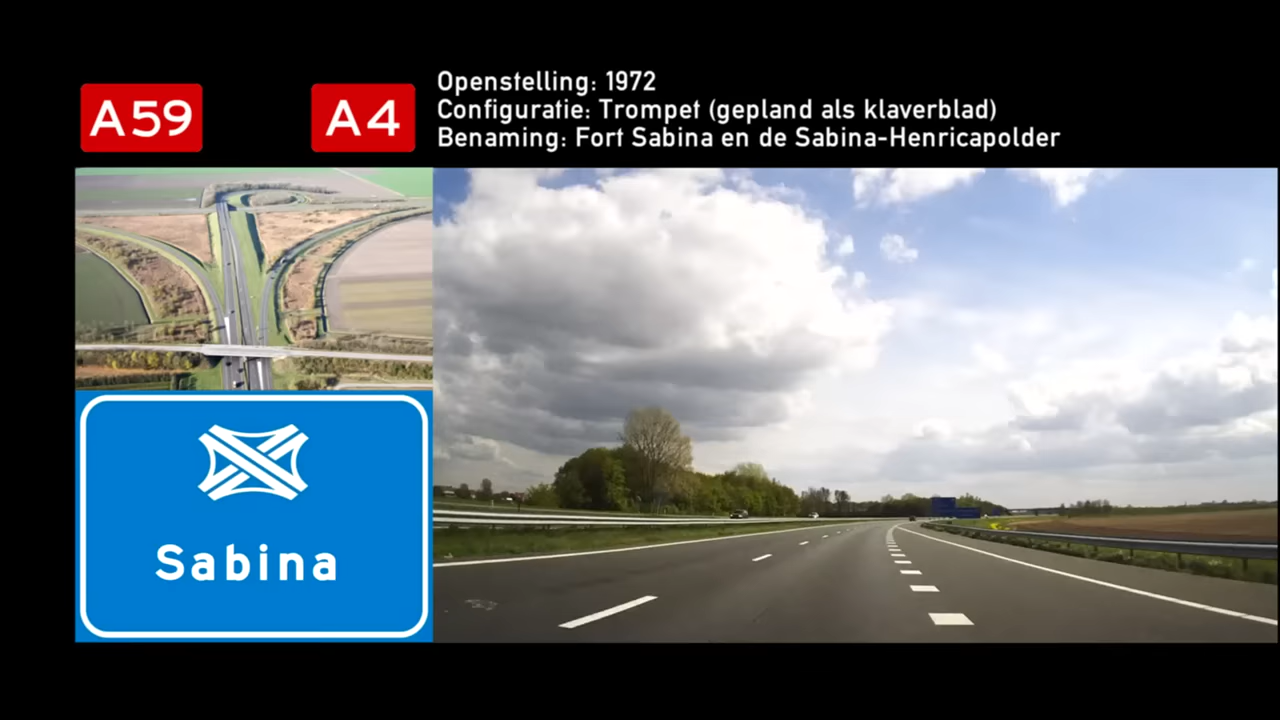 A59
A4
Openstelling: 1972
Configuratie: Trompet (gepland als klaverblad)
Benaming: Fort Sabina en de Sabina-Henricapolder
Sabina